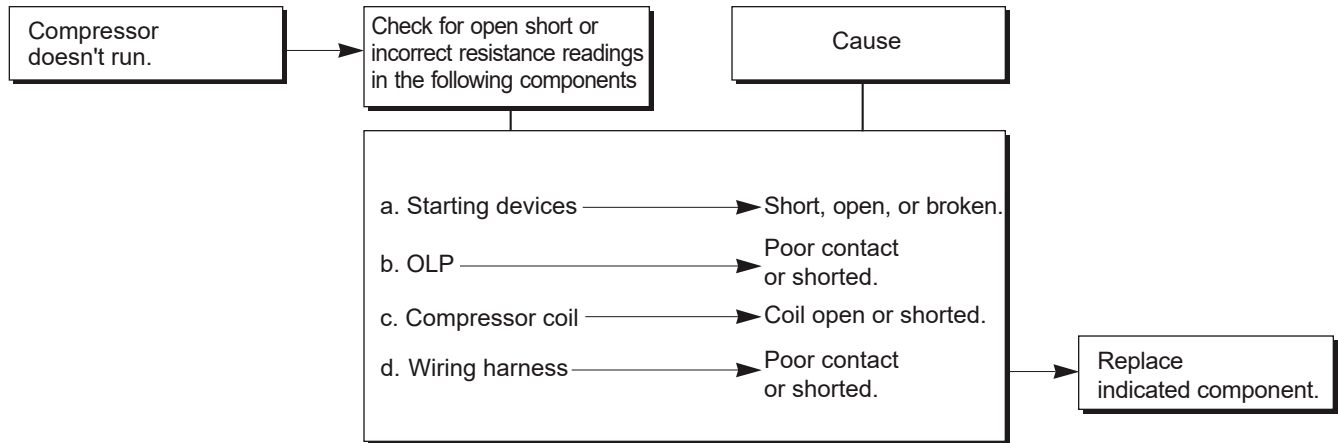 Compressor
doesn't run.
Check for open short or
incorrect resistance readings
in the following components
Cause
a. Starting devices
Short, open, or broken.
b. OLP
Poor contact
or shorted.
c. Compressor coil
Coil open or shorted.
d. Wiring harness
Poor contact
or shorted.
Replace
indicated component.